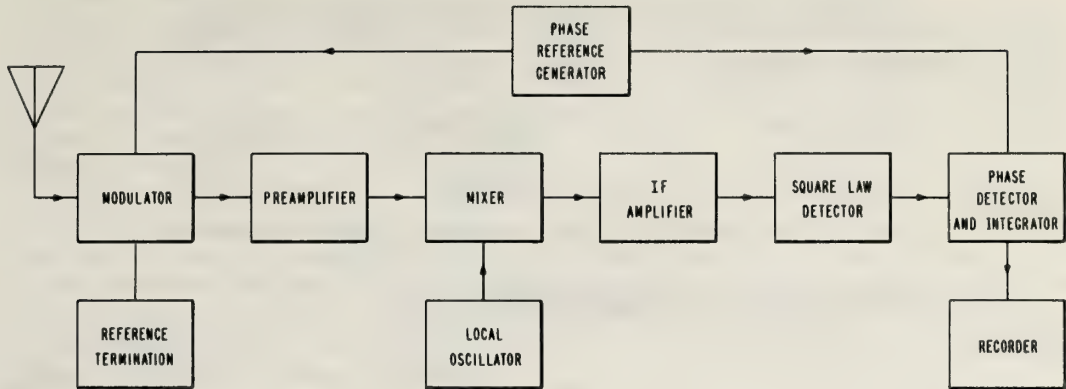 PHASE
REFERENCE
GENERATOR
MODULATOR
PREAMPLIFIER
MIXER
IF
AMPLIFIER
SQUARE LAW
DETECTOR
PHASE
DETECTOR
AND INTEGRATOR
REFERENCE
TERMINATION
LOCAL
OSCILLATOR
RECORDER